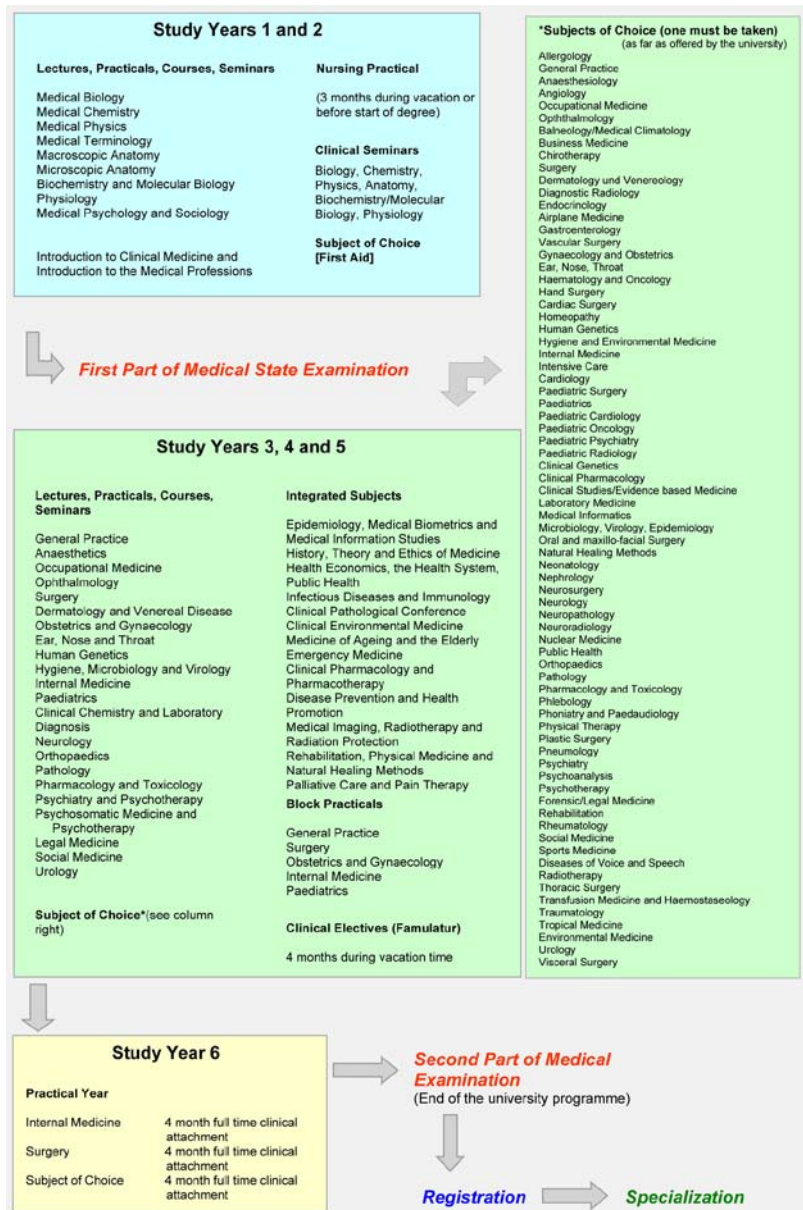 Study Years 1 and 2
Lectures, Practicals, Courses, Seminars
Medical Biology
Medical Chemistry
Medical Physics
Medical Terminology
Macroscopic Anatomy
Microscopic Anatomy
Biochemistry and Molecular Biology
Physiology
Medical Psychology and Sociology
Introduction to Clinical Medicine and
Introduction to the Medical Professions
Nursing Practical
(3 months during vacation or
before start of degree)
Clinical Seminars
Biology, Chemistry,
Physics, Anatomy,
Biochemistry/Molecular
Biology, Physiology
Subject of Choice
[First Aid]
First Part of Medical State Examination
Study Years 3, 4 and 5
Lectures, Practicals, Courses,
Seminars
General Practice
Anaesthetics
Occupational Medicine
Ophthalmology
Surgery
Dermatology and Venereal Disease
Obstetrics and Gynaecology
Ear, Nose and Throat
Human Genetics
Hygiene, Microbiology and Virology
Internal Medicine
Paediatrics
Clinical Chemistry and Laboratory
Diagnosis
Neurology
Orthopaedics
Pathology
Pharmacology and Toxicology
Psychiatry and Psychotherapy
Psychosomatic Medicine and
Psychotherapy
Legal Medicine
Social Medicine
Urology
Subject of Choice*(see column
right)
Integrated Subjects
Epidemiology, Medical Biometrics and
Medical Information Studies
History, Theory and Ethics of Medicine
Health Economics, the Health System,
Public Health
Infectious Diseases and Immunology
Clinical Pathological Conference
Clinical Environmental Medicine
Medicine of Ageing and the Elderly
Emergency Medicine
Clinical Pharmacology and
Pharmacotherapy
Disease Prevention and Health
Promotion
Medical Imaging, Radiotherapy and
Radiation Protection
Rehabilitation, Physical Medicine and
Natural Healing Methods
Palliative Care and Pain Therapy
Block Practicals
General Practice
Surgery
Obstetrics and Gynaecology
Internal Medicine
Paediatrics
Clinical Electives (Famulatur)
4 months during vacation time
*Subjects of Choice (one must be taken)
(as far as offered by the university)
Allergology
General Practice
Anaesthesiology
Angiology
Occupational Medicine
Opththalmology
Balneology/Medical Climatology
Business Medicine
Chirotherapy
Surgery
Dermatology und Venereology
Diagnostic Radiology
Endocrinology
Airplane Medicine
Gastroenterology
Vascular Surgery
Gynaecology and Obstetrics
Ear, Nose, Throat
Haematology and Oncology
Hand Surgery
Cardiac Surgery
Homeopathy
Human Genetics
Hygiene and Environmental Medicine
Internal Medicine
Intensive Care
Cardiology
Paediatric Surgery
Paediatrics
Paediatric Cardiology
Paediatric Oncology
Paediatric Psychiatry
Paediatric Radiology
Clinical Genetics
Clinical Pharmacology
Clinical Studies/Evidence based Medicine
Laboratory Medicine
Medical Informatics
Microbiology, Virology, Epidemiology
Oral and maxillo-facial Surgery
Natural Healing Methods
Neonatology
Nephrology
Neurosurgery
Neurology
Neuropathology
Neuroradiology
Nuclear Medicine
Public Health
Orthopaedics
Pathology
Pharmacology and Toxicology
Phlebology
Phoniatry and Paedaudiology
Physical Therapy
Plastic Surgery
Pneumology
Psychiatry
Psychoanalysis
Psychotherapy
Forensic/Legal Medicine
Rehabilitation
Rheumatology
Social Medicine
Sports Medicine
Diseases of Voice and Speech
Radiotherapy
Thoracic Surgery
Transfusion Medicine and Haemostaseology
Traumatology
Tropical Medicine
Environmental Medicine
Urology
Visceral Surgery
Study Year 6
Practical Year
Internal Medicine 4 month full time clinical
attachment
Surgery 4 month full time clinical
attachment
Subject of Choice 4 month full time clinical
attachment
Second Part of Medical
Examination
(End of the university programme)
Registration
Specialization